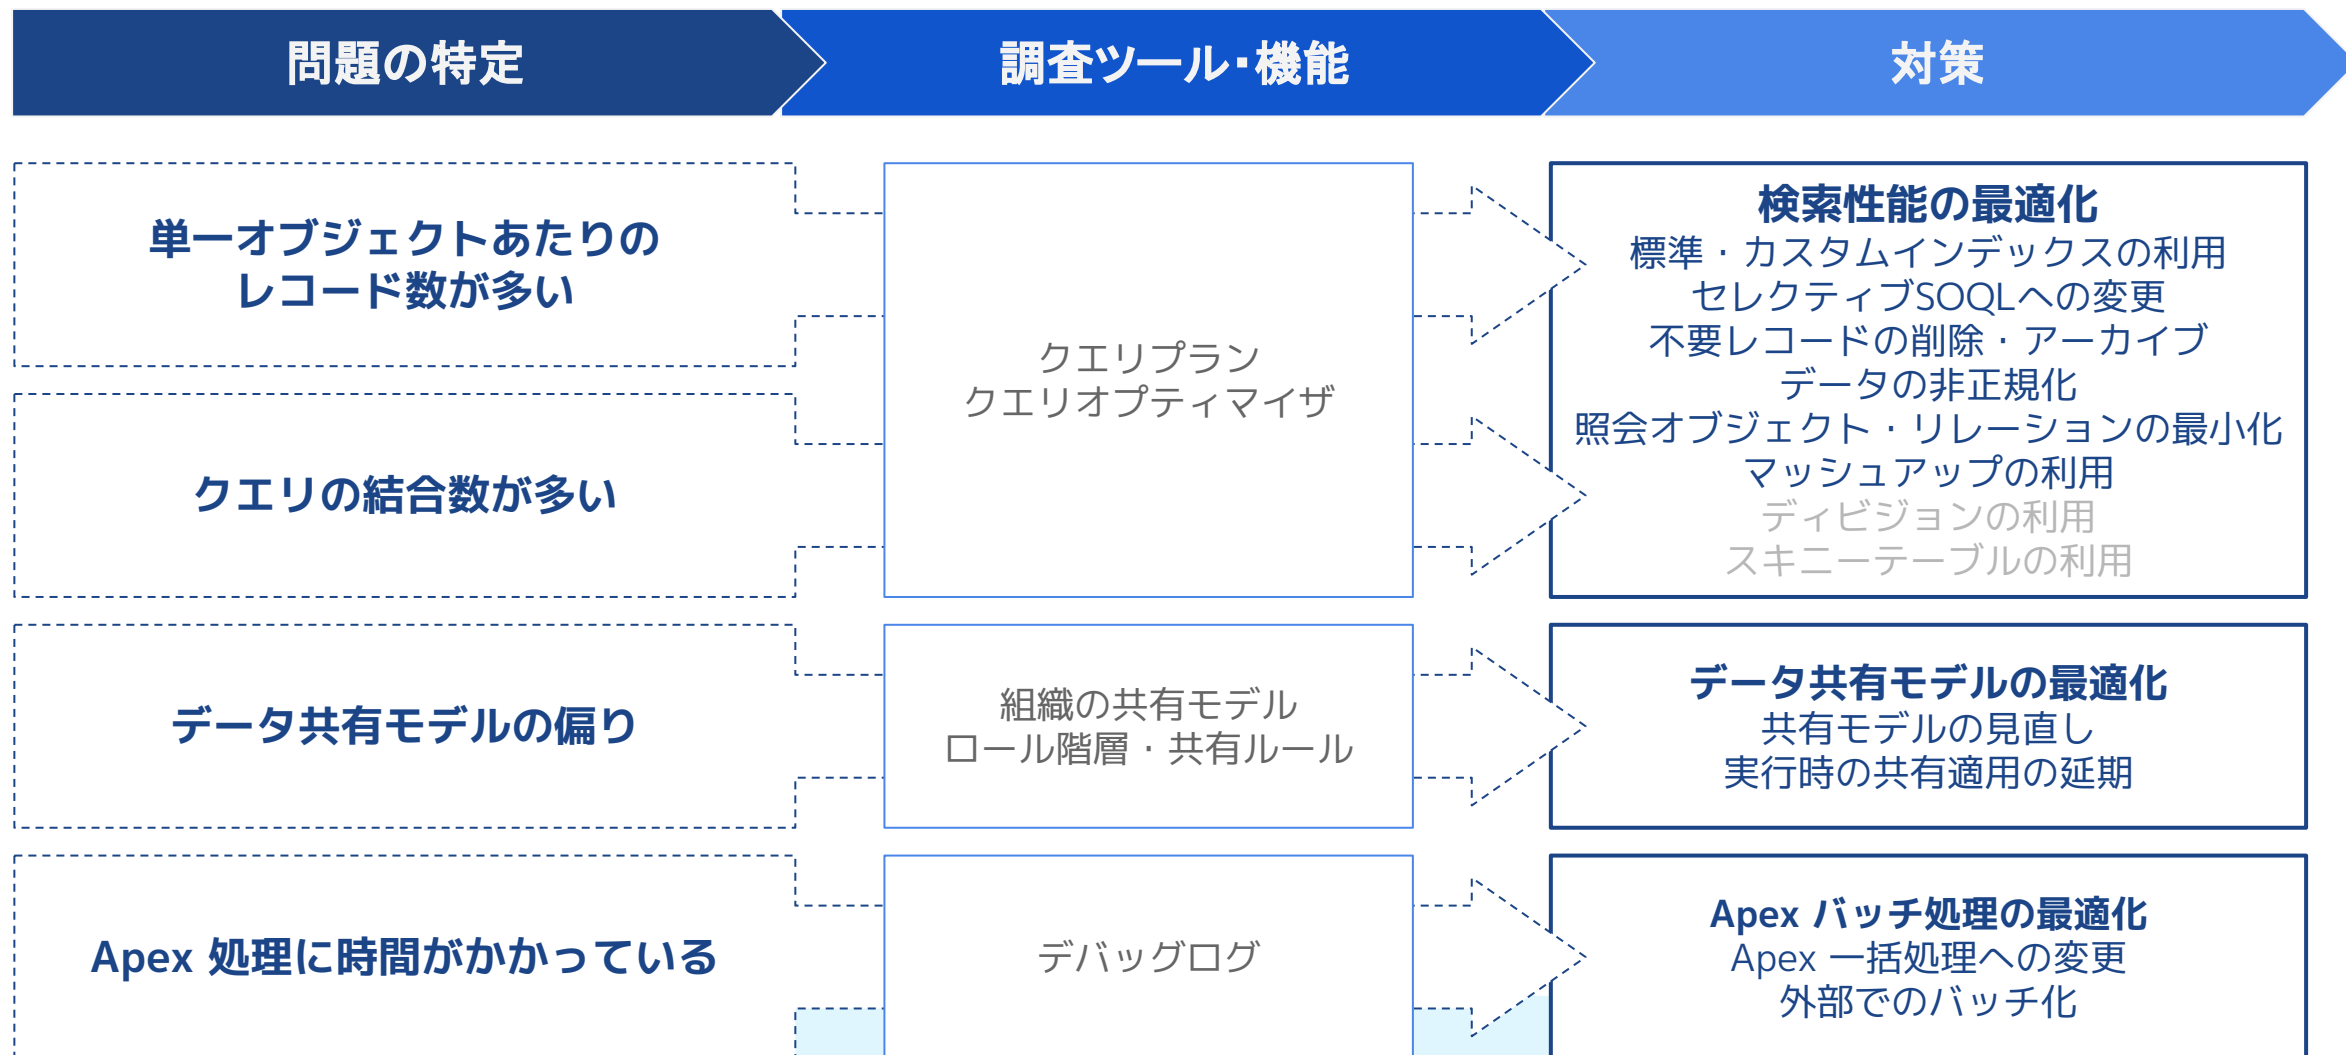 問題の特定
調査ツール・機能
対策
単一オブジェクトあたりの
レコード数が多い
クエリの結合数が多い
クエリプラン
クエリオプティマイザ
検索性能の最適化
標準・カスタムインデックスの利用
セレクティブSOQLへの変更
不要レコードの削除・アーカイブ
データの非正規化
照会オブジェクト・リレーションの最小化
マッシュアップの利用
ディビジョンの利用
スキニーテーブルの利用
データ共有モデルの偏り
組織の共有モデル
ロール階層・共有ルール
データ共有モデルの最適化
共有モデルの見直し
実行時の共有適用の延期
Apex 処理に時間がかかっている
デバッグログ
Apex バッチ処理の最適化
Apex 一括処理への変更
外部でのバッチ化